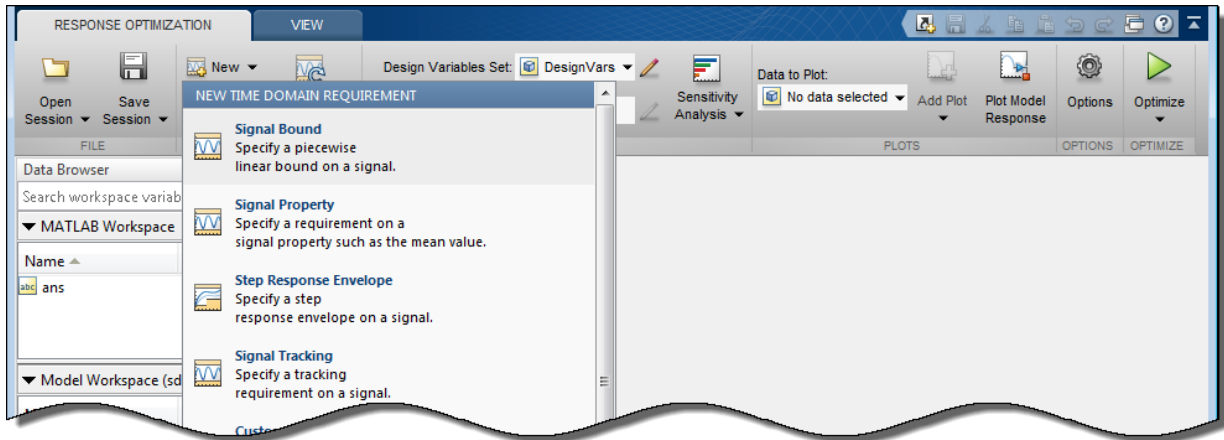 RESPONSE OPTIMIZATION
VIEW
New
Design Variables Set:
DesignVars
Data to Plot:
No data selected
Open
Session
Save
Session
Sensitivity
Analysis
Add Plot
Plot Model
Response
Options
Optimize
FILE
PLOTS
OPTIONS
OPTIMIZE
NEW TIME DOMAIN REQUIREMENT
Signal Bound
Specify a piecewise
linear bound on a signal.
Signal Property
Specify a requirement on a
signal property such as the mean value.
Step Response Envelope
Specify a step
response envelope on a signal.
Signal Tracking
Specify a tracking
requirement on a signal.
Data Browser
Search workspace variab
MATLAB Workspace
Name
abc ans
Model Workspace (sd